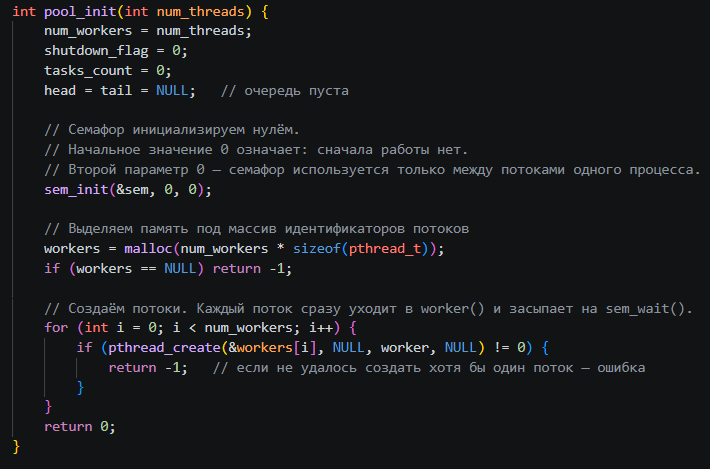 int pool_init(int num_threads) {
    num_workers = num_threads;
    shutdown_flag = 0;
    tasks_count = 0;
    head = tail = NULL;   // очередь пуста

    // Семафор инициализируем нулём.
    // Начальное значение 0 означает: сначала работы нет.
    // Второй параметр 0 — семафор используется только между потоками одного процесса.
    sem_init(&sem, 0, 0);

    // Выделяем память под массив идентификаторов потоков
    workers = malloc(num_workers * sizeof(pthread_t));
    if (workers == NULL) return -1;

    // Создаём потоки. Каждый поток сразу уходит в worker() и засыпает на sem_wait().
    for (int i = 0; i < num_workers; i++) {
        if (pthread_create(&workers[i], NULL, worker, NULL) != 0) {
            return -1;   // если не удалось создать хотя бы один поток — ошибка
        }
    }
    return 0;
}